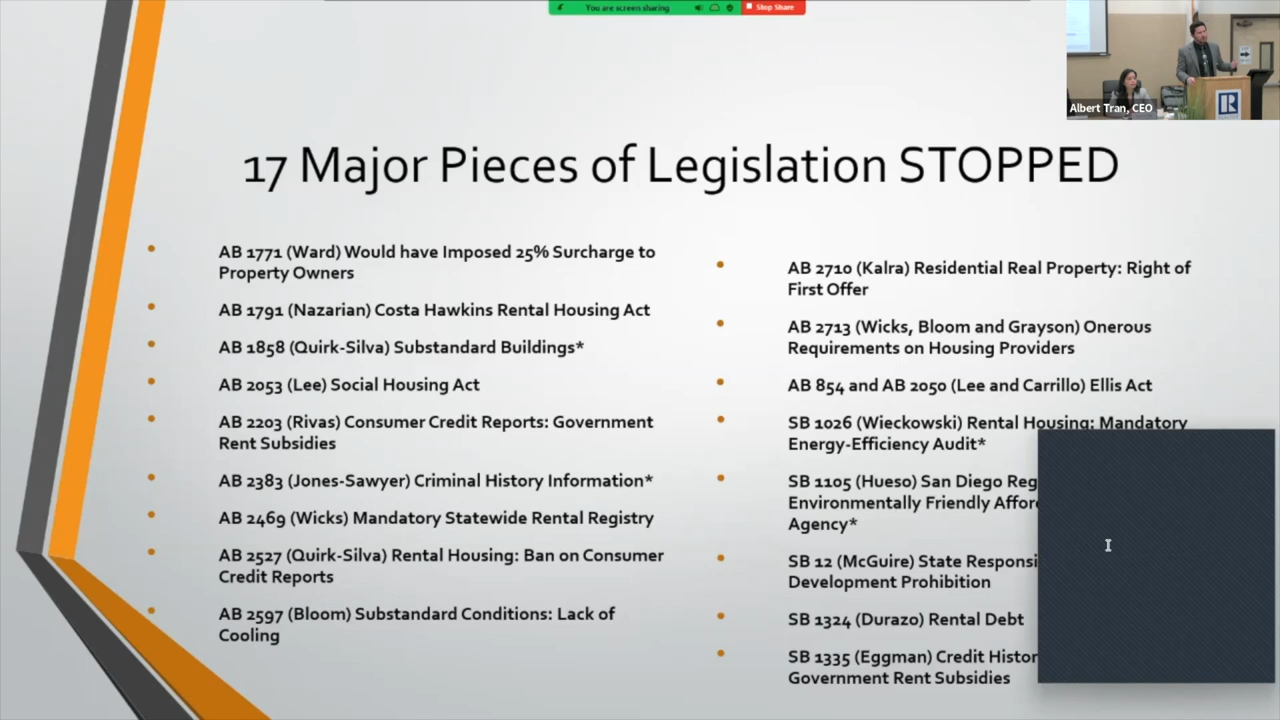 You are screen sharing
Stop Share
Albert Tran, CEO
R
17 Major Pieces of Legislation STOPPED
AB 1771 (Ward) Would have Imposed 25% Surcharge to
Property Owners
AB 1791 (Nazarian) Costa Hawkins Rental Housing Act
AB 1858 (Quirk-Silva) Substandard Buildings*
AB 2053 (Lee) Social Housing Act
AB 2203 (Rivas) Consumer Credit Reports: Government
Rent Subsidies
AB 2383 (Jones-Sawyer) Criminal History Information*
AB 2469 (Wicks) Mandatory Statewide Rental Registry
AB 2527 (Quirk-Silva) Rental Housing: Ban on Consumer
Credit Reports
AB 2597 (Bloom) Substandard Conditions: Lack of
Cooling
AB 2710 (Kalra) Residential Real Property: Right of
First Offer
AB 2713 (Wicks, Bloom and Grayson) Onerous
Requirements on Housing Providers
AB 854 and AB 2050 (Lee and Carrillo) Ellis Act
SB 1026 (Wieckowski) Rental Housing: Mandatory
Energy-Efficiency Audit*
SB 1105 (Hueso) San Diego
Environmentally Friendly
Agency*
SB 12 (McGuire) State
Development Prohibition
SB 1324 (Durazo) Rental Debt
SB 1335 (Eggman) Credit
Government Rent Subsidies